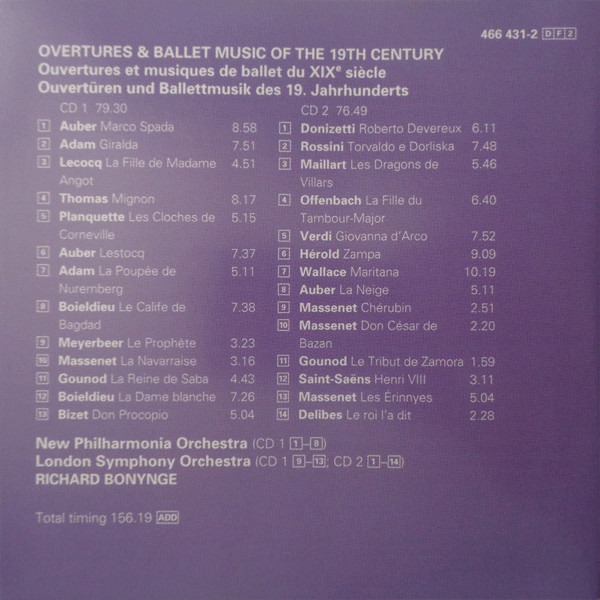 466 431-2 DF2
OVERTURES & BALLET MUSIC OF THE 19TH CENTURY
Ouvertures et musiques de ballet du XIXe siècle
Ouvertüren und Ballettmusik des 19. Jahrhunderts
CD 1 79.30
1 Auber Marco Spada 8.58
2 Adam Giralda 7.51
3 Lecocq La Fille de Madame 4.51
Angot
4 Thomas Mignon 8.17
5 Planquette Les Cloches de 5.15
Corneville
6 Auber Lestocq 7.37
7 Adam La Poupée de 5.11
Nuremberg
8 Boieldieu Le Calife de 7.38
Bagdad
9 Meyerbeer Le Prophète 3.23
10 Massenet La Navarraise 3.16
11 Gounod La Reine de Saba 4.43
12 Boieldieu La Dame blanche 7.26
13 Bizet Don Procopio 5.04
CD 2 76.49
1 Donizetti Roberto Devereux 6.11
2 Rossini Torvaldo e Dorliska 7.48
3 Maillart Les Dragons de 5.46
Villars
4 Offenbach La Fille du 6.40
Tambour-Major
5 Verdi Giovanna d'Arco 7.52
6 Hérold Zampa 9.09
7 Wallace Maritana 10.19
8 Auber La Neige 5.11
9 Massenet Chérubin 2.51
10 Massenet Don César de 2.20
Bazan
11 Gounod Le Tribut de Zamora 1.59
12 Saint-Saëns Henri VIII 3.11
13 Massenet Les Érinnyes 5.04
14 Delibes Le roi l'a dit 2.28
New Philharmonia Orchestra (CD 1 1–8)
London Symphony Orchestra (CD 1 9–13; CD 2 1–14)
RICHARD BONYNGE
Total timing 156.19 ADD